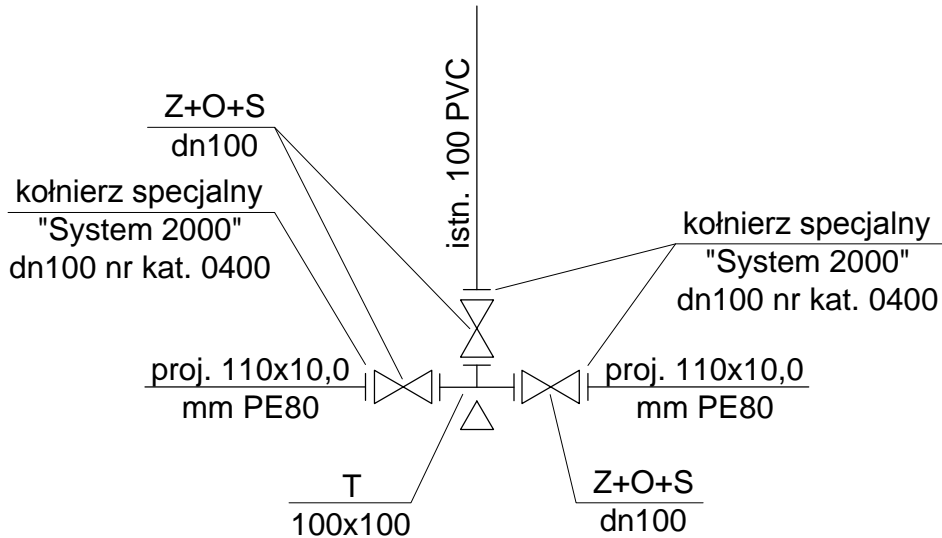 istn. 100 PVC
Z+O+S
dn100
kołnierz specjalny
"System 2000"
dn100 nr kat. 0400
kołnierz specjalny
"System 2000"
dn100 nr kat. 0400
proj. 110x10,0
mm PE80
proj. 110x10,0
mm PE80
T
100x100
Z+O+S
dn100